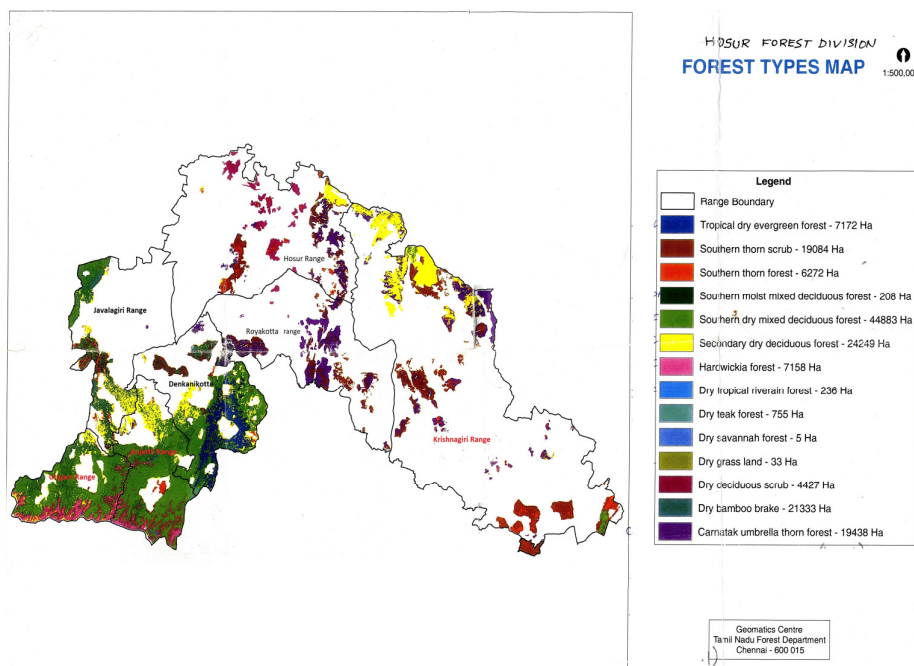 HOSUR FOREST DIVISION
FOREST TYPES MAP
1:500,00
Legend
Range Boundary
Tropical dry evergreen forest - 7172 Ha
Southern thorn scrub - 19084 Ha
Southern thorn forest - 6272 Ha
Southern moist mixed deciduous forest - 208 Ha
Southern dry mixed deciduous forest - 44883 Ha
Secondary dry deciduous forest - 24249 Ha
Hardwickia forest - 7158 Ha
Dry tropical riverain forest - 236 Ha
Dry teak forest - 755 Ha
Dry savannah forest - 5 Ha
Dry grass land - 33 Ha
Dry deciduous scrub - 4427 Ha
Dry bamboo brake - 21333 Ha
Carnatak umbrella thorn forest - 19438 Ha
Hosur Range
Javalagiri Range
Royakotta range
Denkanikotta
Krishnagiri Range
Range
Range
Geomatics Centre
Tamil Nadu Forest Department
Chennai - 600 015